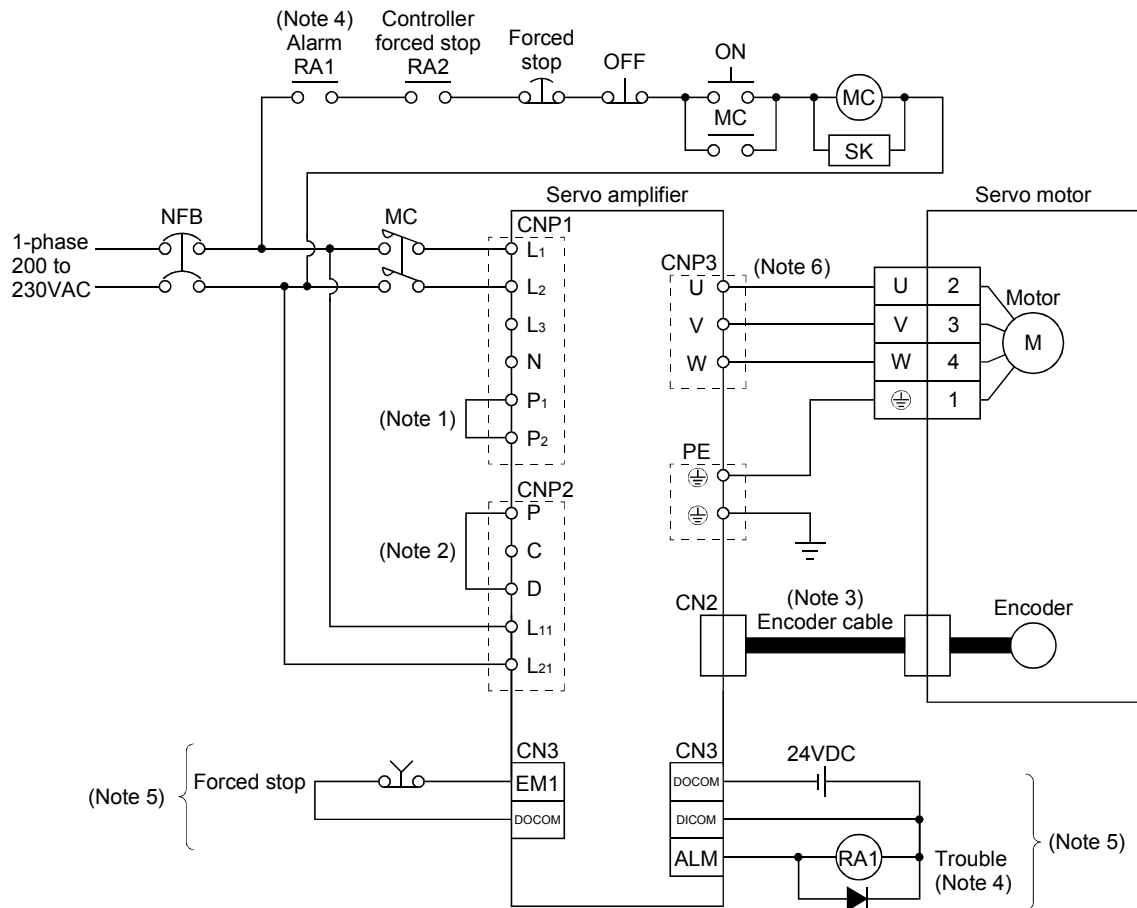 (Note 4)
Alarm
RA1
Controller
forced stop
RA2
Forced
stop
OFF
ON
MC
MC
SK
1-phase
200 to
230VAC
NFB
MC
Servo amplifier
Servo motor
CNP1
L1
L2
L3
N
P1
P2
(Note 1)
CNP2
P
C
D
L11
L21
(Note 2)
CNP3
U
V
W
(Note 6)
U 2
V 3
W 4
1
Motor
M
PE
CN2
(Note 3)
Encoder cable
Encoder
(Note 5)
Forced stop
CN3
EM1
DOCOM
CN3
DOCOM
DICOM
ALM
24VDC
RA1
Trouble
(Note 4)
(Note 5)